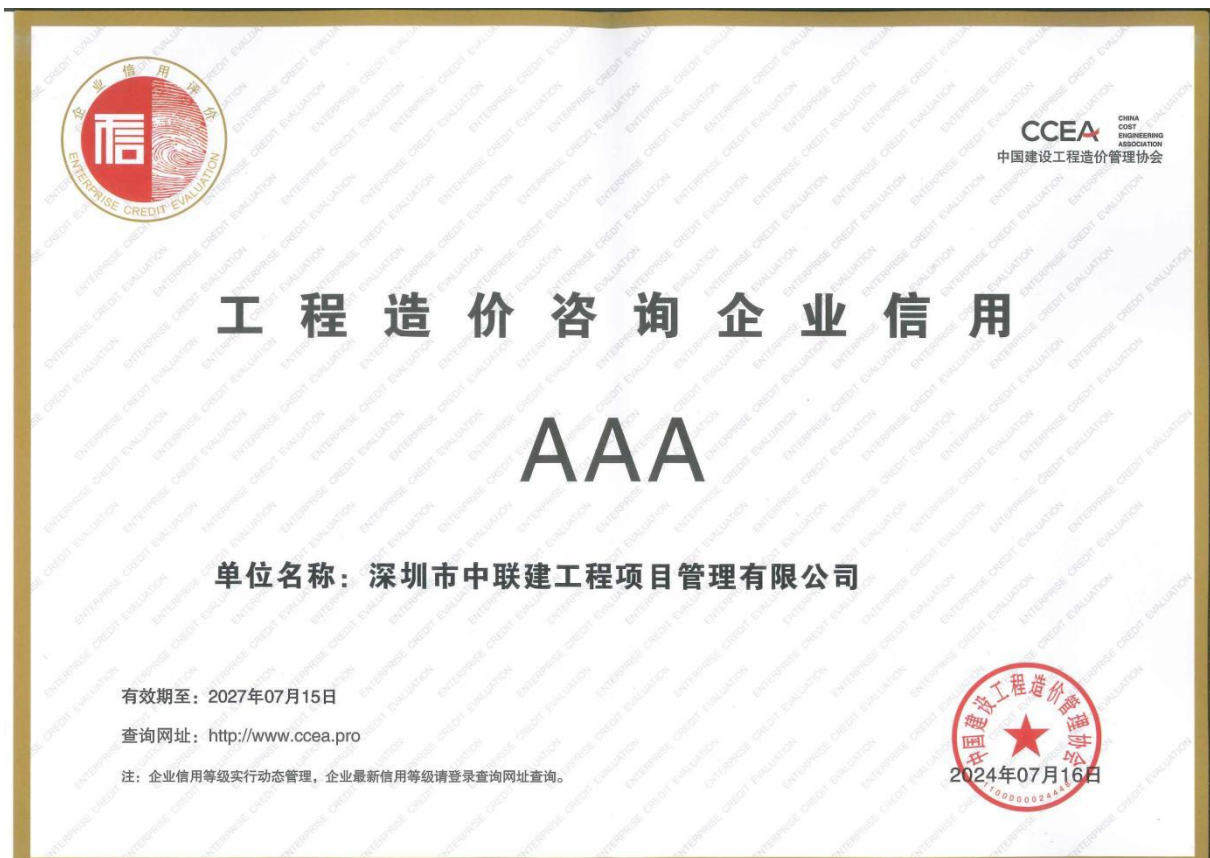 企业信用评价
信
ENTERPRISE CREDIT EVALUATION
CCEA
CHINA
COST
ENGINEERING
ASSOCIATION
中国建设工程造价管理协会
工程造价咨询企业信用
AAA
单位名称：深圳市中联建工程项目管理有限公司
有效期至：2027年07月15日
查询网址：http://www.ccea.pro
注：企业信用等级实行动态管理，企业最新信用等级请登录查询网址查询。
中国建设工程造价管理协会
2024年07月16日